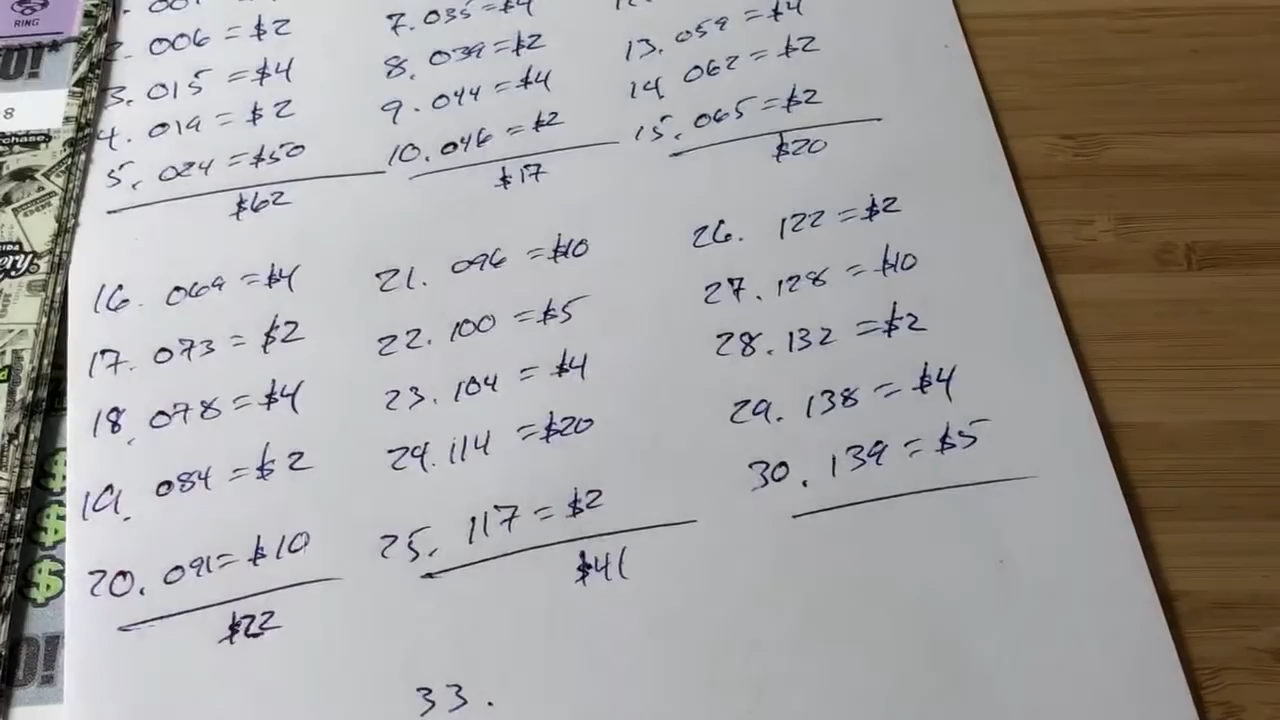 RING
2. 006 = $2
3. 015 = $4
4. 019 = $2
5. 024 = $50
$62
7. 035 = $4
8. 039 = $2
9. 044 = $4
10. 046 = $2
$17
13. 059 = $4
14 062 = $2
15. 065 = $2
$20
16. 069 = $4
17. 073 = $2
18. 078 = $4
19. 084 = $2
20. 091 = $10
$22
21. 096 = $10
22. 100 = $5
23. 104 = $4
24. 114 = $20
25. 117 = $2
$41
26. 122 = $2
27. 128 = $10
28. 132 = $2
29. 138 = $4
30. 139 = $5
33.